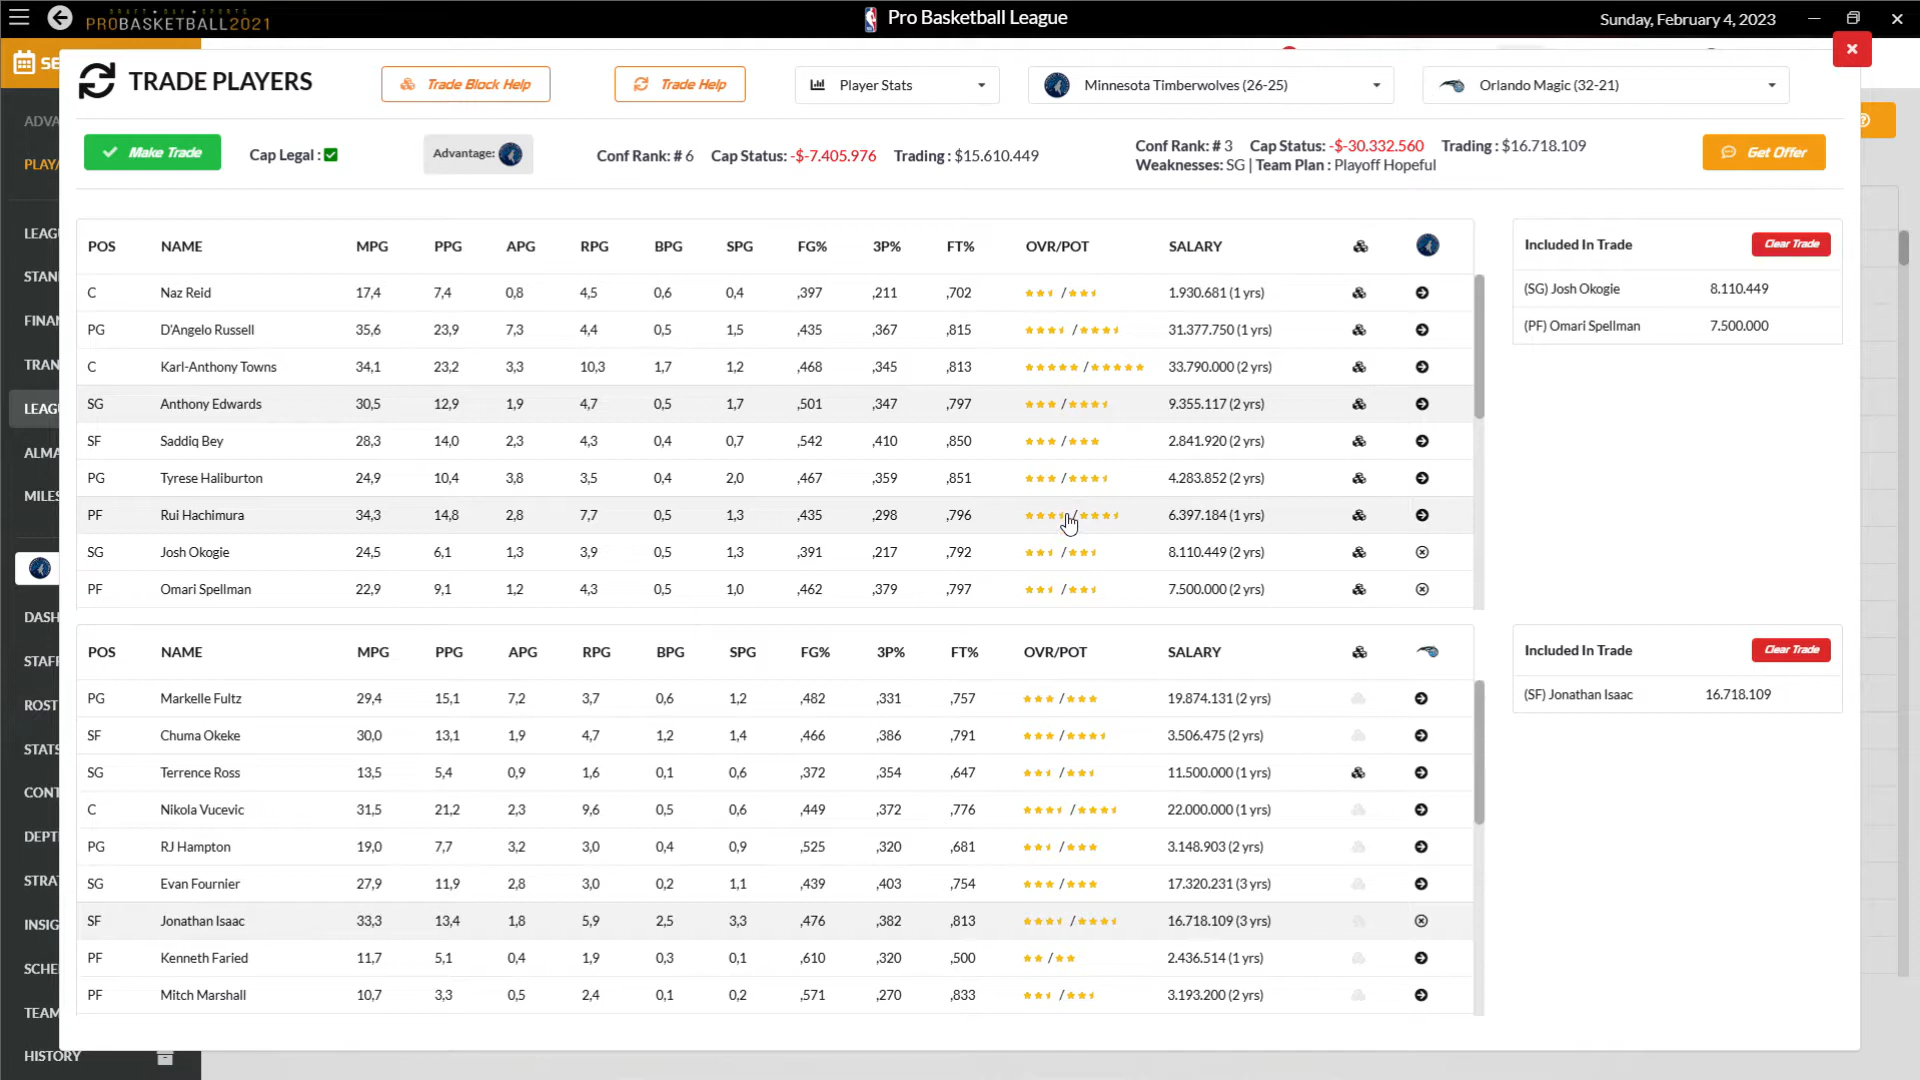 DRAFT DAY SPORTS
PROBASKETBALL2021
Pro Basketball League
Sunday, February 4, 2023
SE
TRADE PLAYERS
Trade Block Help
Trade Help
Player Stats
Minnesota Timberwolves (26-25)
Orlando Magic (32-21)
Make Trade
Cap Legal :
Advantage:
Conf Rank: # 6 Cap Status: -$-7.405.976 Trading : $15.610.449
Conf Rank: # 3 Cap Status: -$-30.332.560 Trading : $16.718.109
Weaknesses: SG | Team Plan : Playoff Hopeful
Get Offer
ADVA
PLAY/
LEAG
STAN
FINAN
TRAN
LEAGU
ALMA
MILES
DASH
STAFF
ROST
STATS
CONT
DEPTH
STRAT
INSIG
SCHE
TEAM
HISTORY
POS NAME MPG PPG APG RPG BPG SPG FG% 3P% FT% OVR/POT SALARY
C Naz Reid 17,4 7,4 0,8 4,5 0,6 0,4 ,397 ,211 ,702 / 1.930.681 (1 yrs)
PG D'Angelo Russell 35,6 23,9 7,3 4,4 0,5 1,5 ,435 ,367 ,815 / 31.377.750 (1 yrs)
C Karl-Anthony Towns 34,1 23,2 3,3 10,3 1,7 1,2 ,468 ,345 ,813 / 33.790.000 (2 yrs)
SG Anthony Edwards 30,5 12,9 1,9 4,7 0,5 1,7 ,501 ,347 ,797 / 9.355.117 (2 yrs)
SF Saddiq Bey 28,3 14,0 2,3 4,3 0,4 0,7 ,542 ,410 ,850 / 2.841.920 (2 yrs)
PG Tyrese Haliburton 24,9 10,4 3,8 3,5 0,4 2,0 ,467 ,359 ,851 / 4.283.852 (2 yrs)
PF Rui Hachimura 34,3 14,8 2,8 7,7 0,5 1,3 ,435 ,298 ,796 / 6.397.184 (1 yrs)
SG Josh Okogie 24,5 6,1 1,3 3,9 0,5 1,3 ,391 ,217 ,792 / 8.110.449 (2 yrs)
PF Omari Spellman 22,9 9,1 1,2 4,3 0,5 1,0 ,462 ,379 ,797 / 7.500.000 (2 yrs)
Included In Trade
Clear Trade
(SG) Josh Okogie 8.110.449
(PF) Omari Spellman 7.500.000
POS NAME MPG PPG APG RPG BPG SPG FG% 3P% FT% OVR/POT SALARY
PG Markelle Fultz 29,4 15,1 7,2 3,7 0,6 1,2 ,482 ,331 ,757 / 19.874.131 (2 yrs)
SF Chuma Okeke 30,0 13,1 1,9 4,7 1,2 1,4 ,466 ,386 ,791 / 3.506.475 (2 yrs)
SG Terrence Ross 13,5 5,4 0,9 1,6 0,1 0,6 ,372 ,354 ,647 / 11.500.000 (1 yrs)
C Nikola Vucevic 31,5 21,2 2,3 9,6 0,5 0,6 ,449 ,372 ,776 / 22.000.000 (1 yrs)
PG RJ Hampton 19,0 7,7 3,2 3,0 0,4 0,9 ,525 ,320 ,681 / 3.148.903 (2 yrs)
SG Evan Fournier 27,9 11,9 2,8 3,0 0,2 1,1 ,439 ,403 ,754 / 17.320.231 (3 yrs)
SF Jonathan Isaac 33,3 13,4 1,8 5,9 2,5 3,3 ,476 ,382 ,813 / 16.718.109 (3 yrs)
PF Kenneth Faried 11,7 5,1 0,4 1,9 0,3 0,1 ,610 ,320 ,500 / 2.436.514 (1 yrs)
PF Mitch Marshall 10,7 3,3 0,5 2,4 0,1 0,2 ,571 ,270 ,833 / 3.193.200 (2 yrs)
Included In Trade
Clear Trade
(SF) Jonathan Isaac 16.718.109